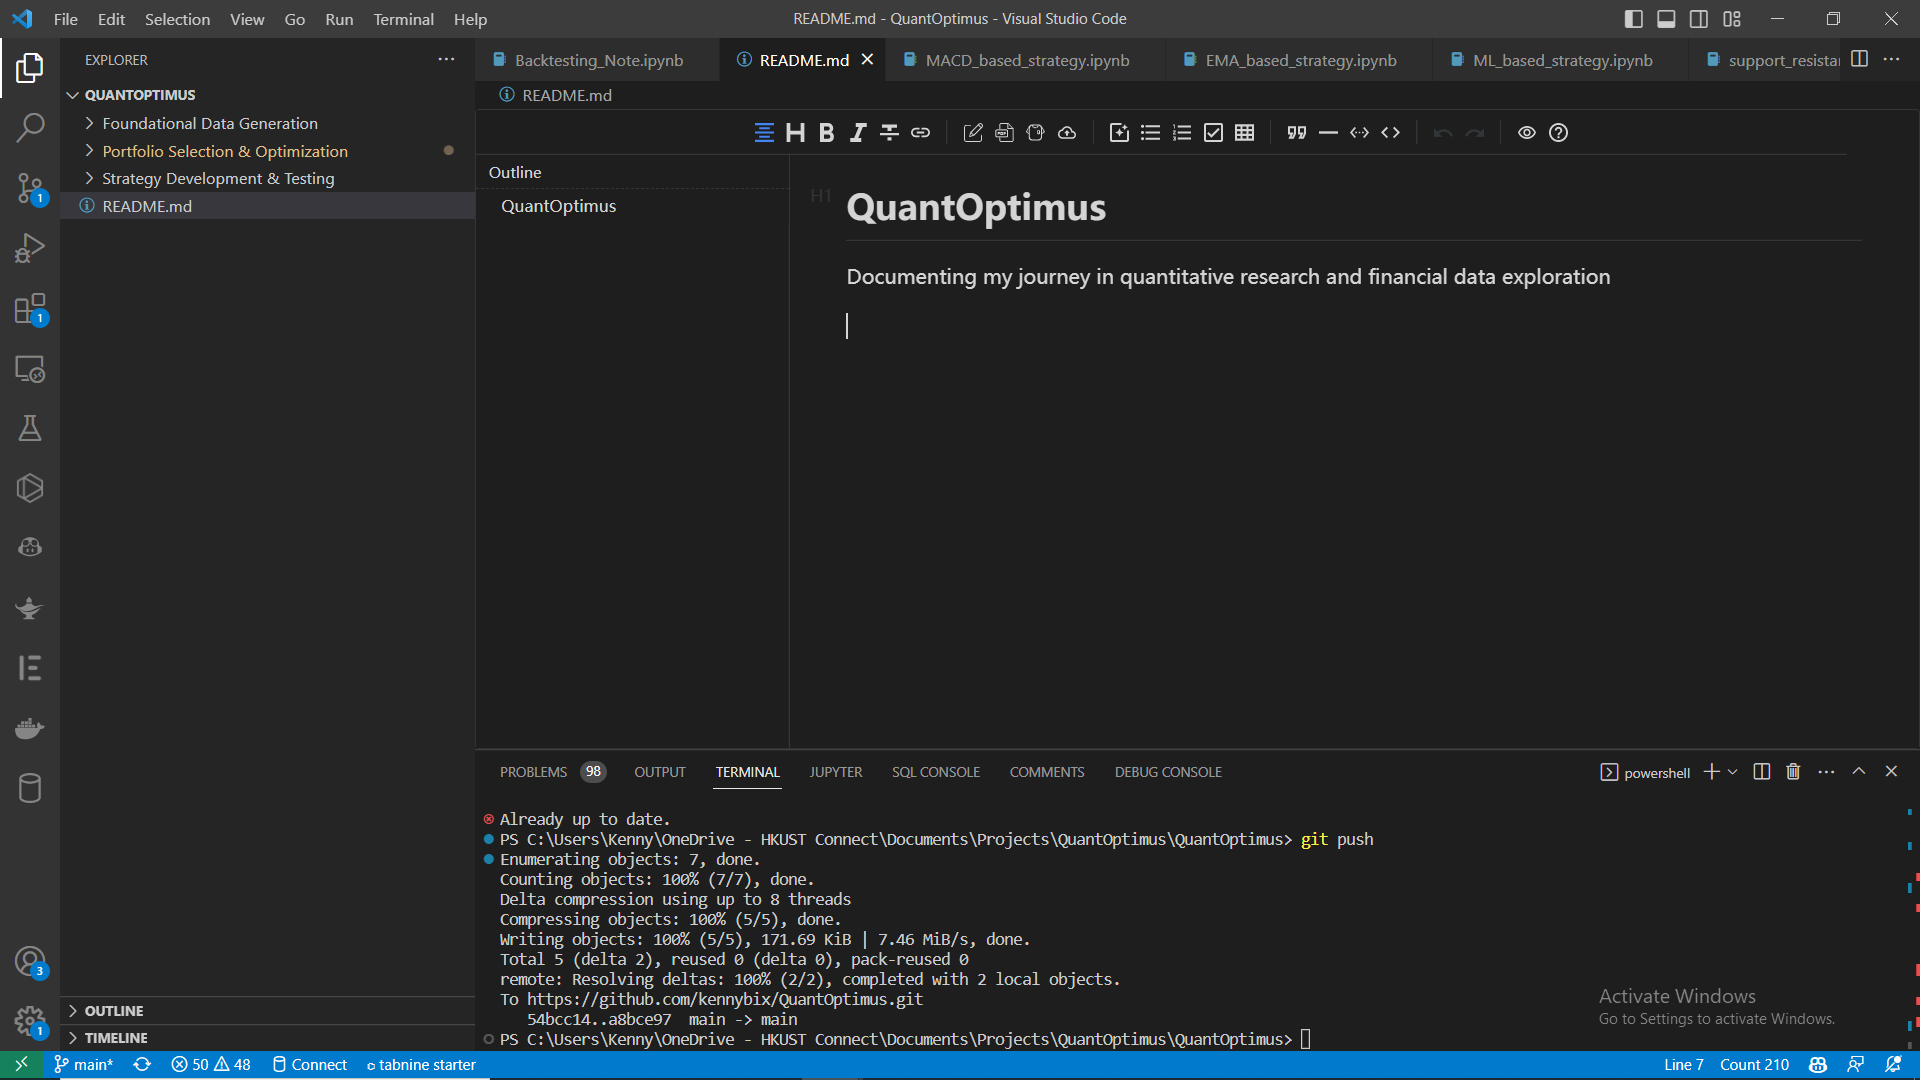 File Edit Selection View Go Run Terminal Help
README.md - QuantOptimus - Visual Studio Code
EXPLORER
QUANTOPTIMUS
Foundational Data Generation
Portfolio Selection & Optimization
Strategy Development & Testing
README.md
OUTLINE
TIMELINE
1
1
3
1
Backtesting_Note.ipynb README.md MACD_based_strategy.ipynb EMA_based_strategy.ipynb ML_based_strategy.ipynb support_resista
README.md
H B I
Outline
QuantOptimus
H1 QuantOptimus
Documenting my journey in quantitative research and financial data exploration
PROBLEMS 98 OUTPUT TERMINAL JUPYTER SQL CONSOLE COMMENTS DEBUG CONSOLE
powershell
Already up to date.
PS C:\Users\Kenny\OneDrive - HKUST Connect\Documents\Projects\QuantOptimus\QuantOptimus> git push
Enumerating objects: 7, done.
Counting objects: 100% (7/7), done.
Delta compression using up to 8 threads
Compressing objects: 100% (5/5), done.
Writing objects: 100% (5/5), 171.69 KiB | 7.46 MiB/s, done.
Total 5 (delta 2), reused 0 (delta 0), pack-reused 0
remote: Resolving deltas: 100% (2/2), completed with 2 local objects.
To https://github.com/kennybix/QuantOptimus.git
54bcc14..a8bce97 main -> main
PS C:\Users\Kenny\OneDrive - HKUST Connect\Documents\Projects\QuantOptimus\QuantOptimus>
Activate Windows
Go to Settings to activate Windows.
main* 50 48 Connect tabnine starter
Line 7 Count 210